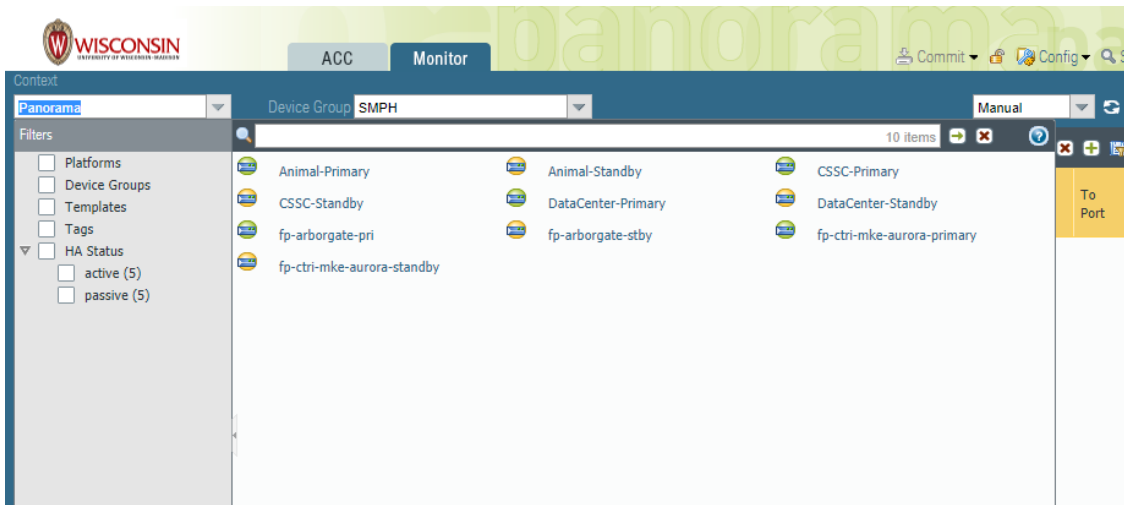 panorama
WISCONSIN
UNIVERSITY OF WISCONSIN-MADISON
ACC Monitor
Commit Config
Context
Panorama Device Group SMPH Manual
Filters 10 items
Platforms
Device Groups
Templates
Tags
HA Status
active (5)
passive (5)
Animal-Primary Animal-Standby CSSC-Primary
CSSC-Standby DataCenter-Primary DataCenter-Standby
fp-arborgate-pri fp-arborgate-stby fp-ctri-mke-aurora-primary
fp-ctri-mke-aurora-standby
To
Port